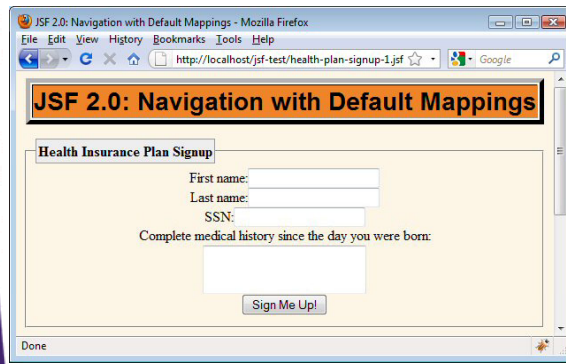 JSF 2.0: Navigation with Default Mappings - Mozilla Firefox
File Edit View History Bookmarks Tools Help
http://localhost/jsf-test/health-plan-signup-1.jsf Google
JSF 2.0: Navigation with Default Mappings
Health Insurance Plan Signup
First name:
Last name:
SSN:
Complete medical history since the day you were born:
Sign Me Up!
Done